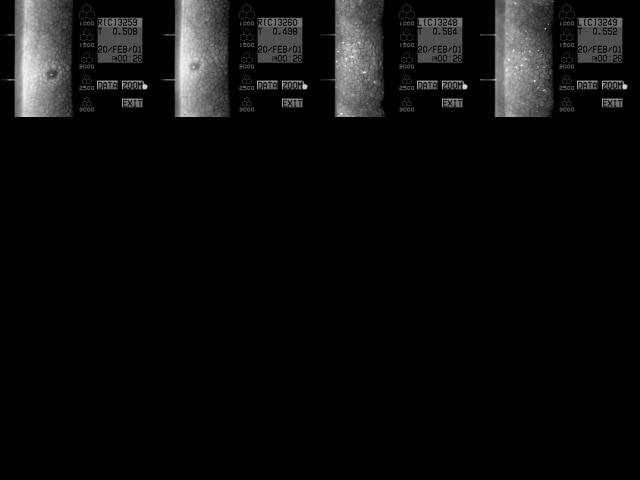 1000
1500
2000
2500
3000
R[C]3259
T 0.508
20/FEB/01
PM00:26
DATA ZOOM
EXIT
1000
1500
2000
2500
3000
R[C]3260
T 0.498
20/FEB/01
PM00:26
DATA ZOOM
EXIT
1000
1500
2000
2500
3000
L[C]3248
T 0.564
20/FEB/01
PM00:26
DATA ZOOM
EXIT
1000
1500
2000
2500
3000
L[C]3249
T 0.552
20/FEB/01
PM00:26
DATA ZOOM
EXIT